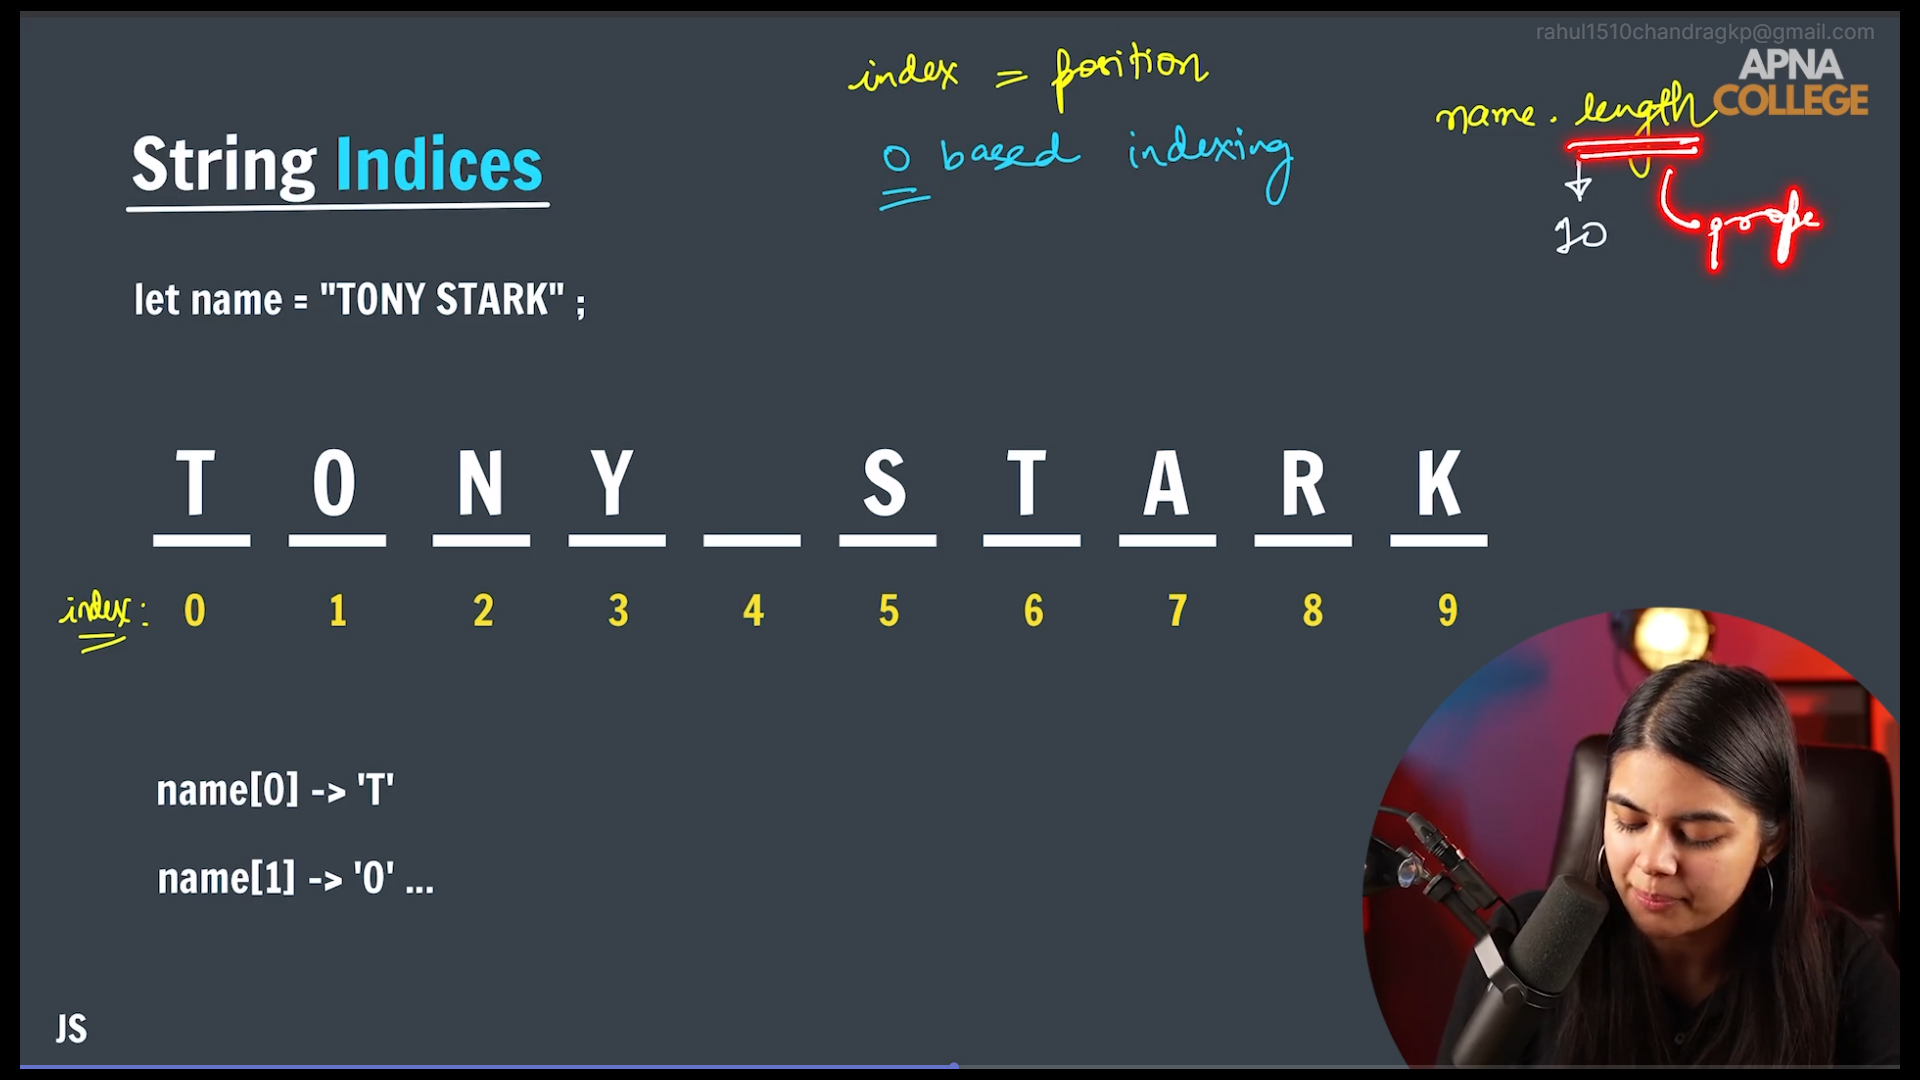 rahul1510chandragkp@gmail.com
APNA
COLLEGE
index = position
name.length
String Indices
0 based indexing
10
prope
let name = "TONY STARK" ;
T O N Y S T A R K
index: 0 1 2 3 4 5 6 7 8 9
name[0] -> 'T'
name[1] -> 'O' ...
JS